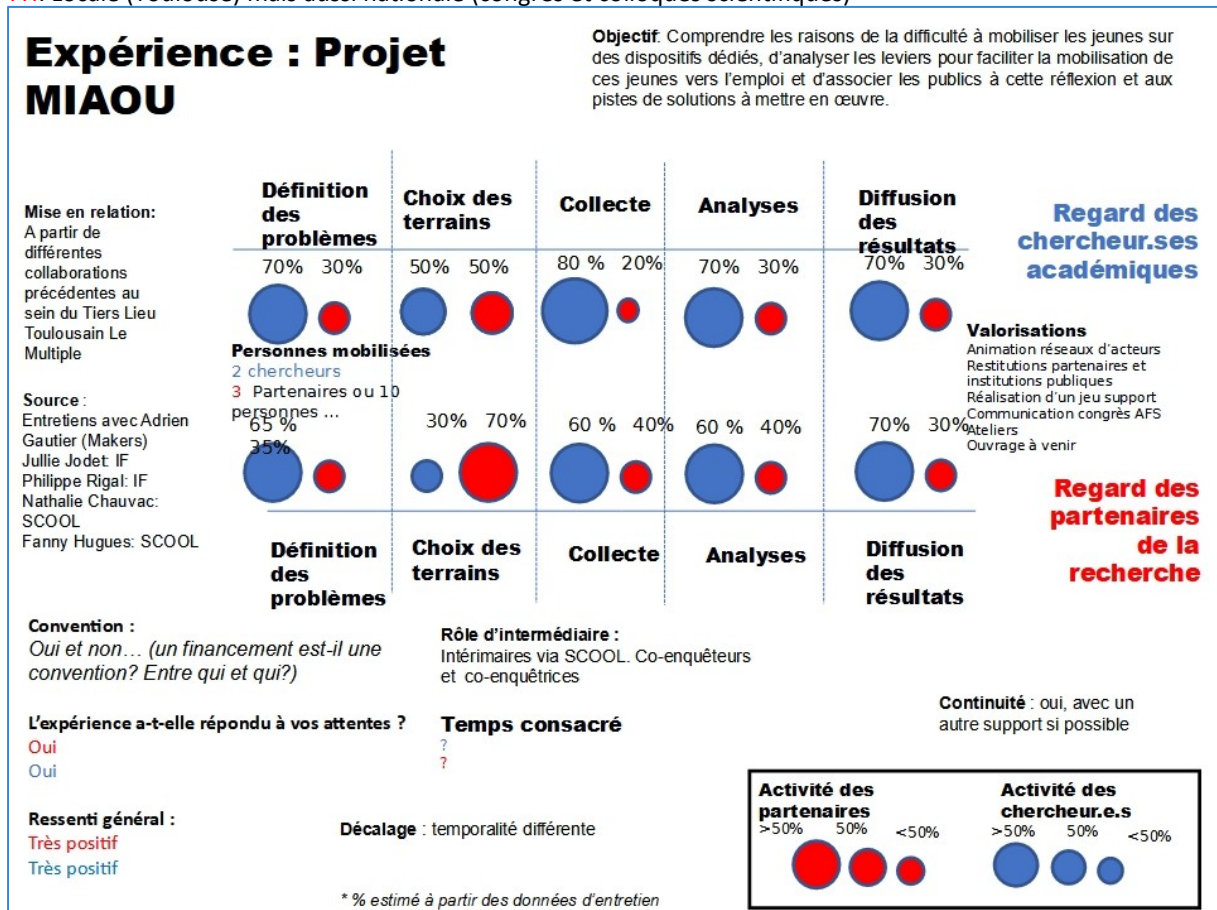 Locale (Toulouse) mais aussi nationale (congrès et colloques scientifiques)
Expérience : Projet
MIAOU
Objectif: Comprendre les raisons de la difficulté à mobiliser les jeunes sur
des dispositifs dédiés, d'analyser les leviers pour faciliter la mobilisation de
ces jeunes vers l'emploi et d'associer les publics à cette réflexion et aux
pistes de solutions à mettre en œuvre.
Mise en relation:
A partir de
différentes
collaborations
précédentes au
sein du Tiers Lieu
Toulousain Le
Multiple
Source :
Entretiens avec Adrien
Gautier (Makers)
Jullie Jodet: IF
Philippe Rigal: IF
Nathalie Chauvac:
SCOOL
Fanny Hugues: SCOOL
Définition
des
problèmes
Choix des
terrains
Collecte
Analyses
Diffusion
des
résultats
70% 30%
50% 50%
80 % 20%
70% 30%
70% 30%
Regard des
chercheur.ses
académiques
Personnes mobilisées
2 chercheurs
3 Partenaires ou 10
personnes ...
Valorisations
Animation réseaux d'acteurs
Restitutions partenaires et
institutions publiques
Réalisation d'un jeu support
Communication congrès AFS
Ateliers
Ouvrage à venir
65 %
35%
30% 70%
60 % 40%
60 % 40%
70% 30%
Regard des
partenaires
de la
recherche
Définition
des
problèmes
Choix des
terrains
Collecte
Analyses
Diffusion
des
résultats
Convention :
Oui et non… (un financement est-il une
convention? Entre qui et qui?)
Rôle d'intermédiaire :
Intérimaires via SCOOL. Co-enquêteurs
et co-enquêtrices
L'expérience a-t-elle répondu à vos attentes ?
Oui
Oui
Temps consacré
?
?
Continuité : oui, avec un
autre support si possible
Ressenti général :
Très positif
Très positif
Décalage : temporalité différente
* % estimé à partir des données d'entretien
Activité des
partenaires
>50% 50% <50%
Activité des
chercheur.e.s
>50% 50% <50%